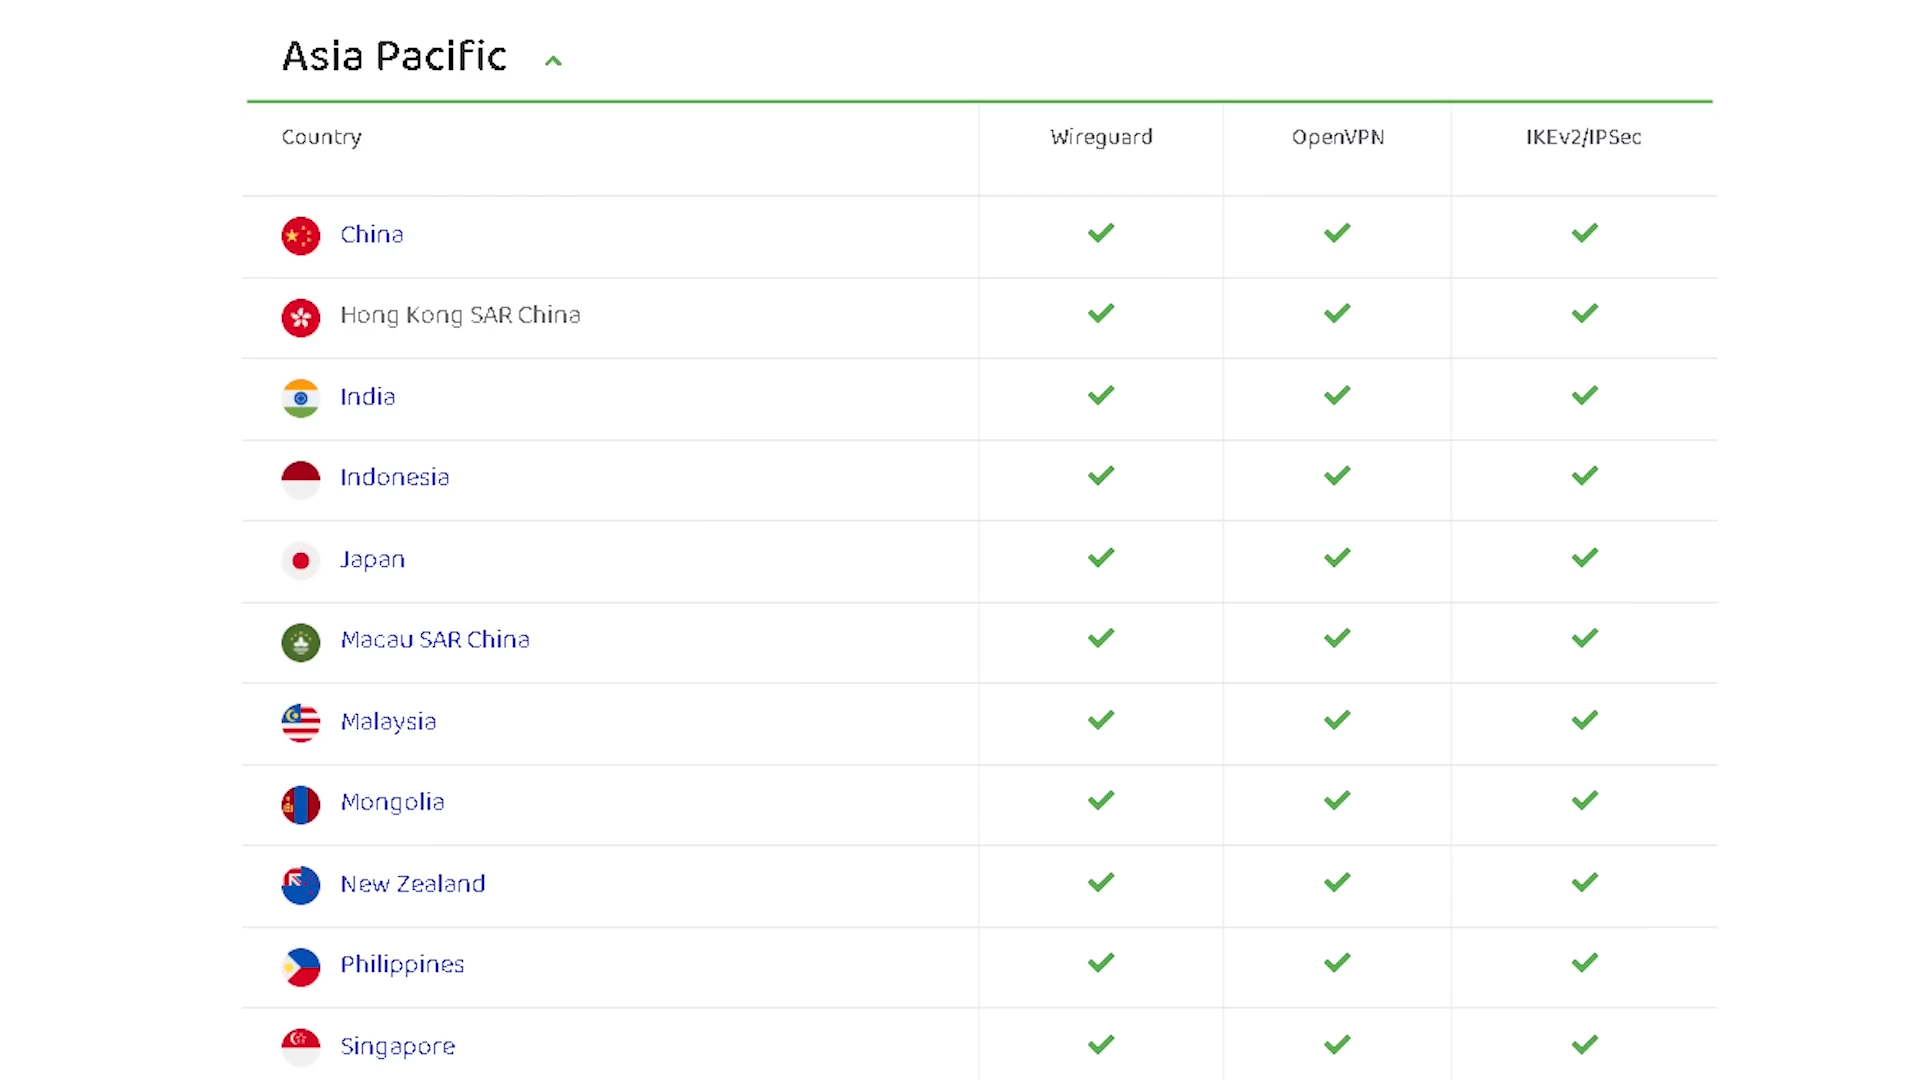 Asia Pacific
Country Wireguard OpenVPN IKEv2/IPSec
China
Hong Kong SAR China
India
Indonesia
Japan
Macau SAR China
Malaysia
Mongolia
New Zealand
Philippines
Singapore